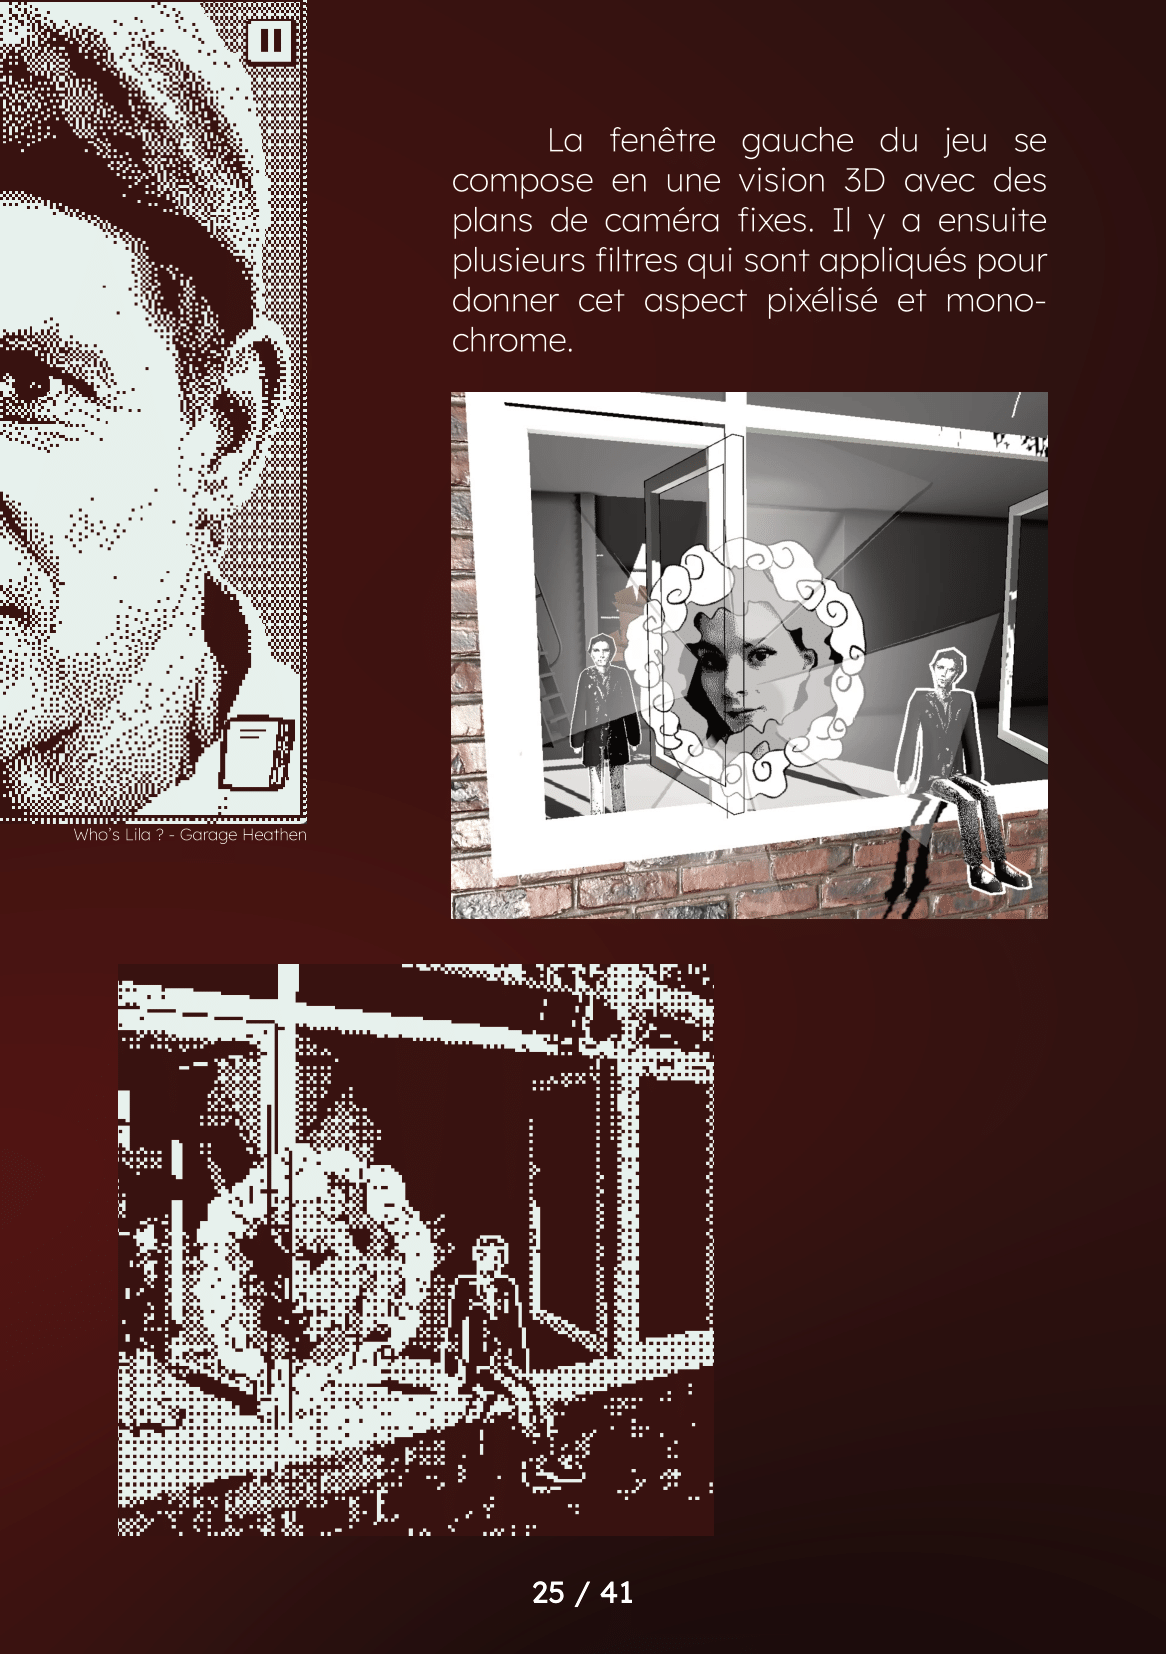 La fenêtre gauche du jeu se
compose en une vision 3D avec des
plans de caméra fixes. Il y a ensuite
plusieurs filtres qui sont appliqués pour
donner cet aspect pixélisé et mono-
chrome.
Who's Lila ? - Garage Heathen
25 / 41